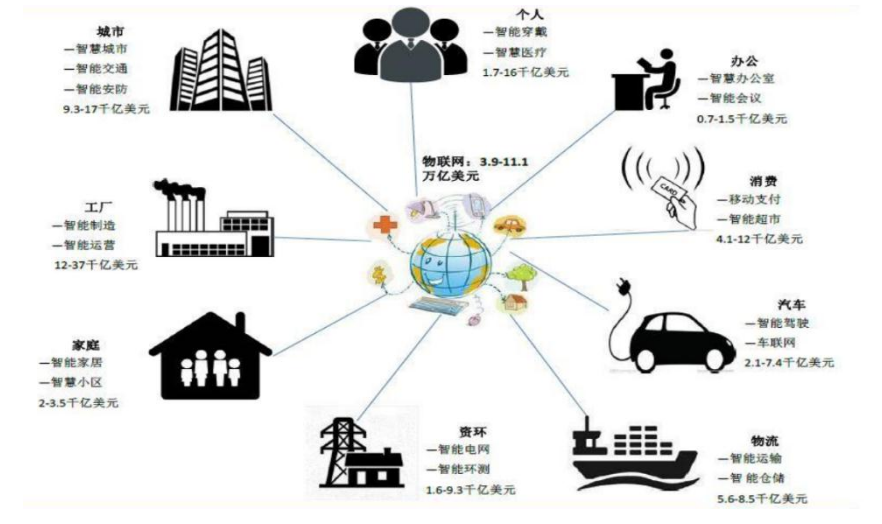 城市
—智慧城市
—智能交通
—智能安防
9.3-17千亿美元
个人
—智能穿戴
—智慧医疗
1.7-16千亿美元
办公
—智慧办公室
—智能会议
0.7-1.5千亿美元
物联网：3.9-11.1
万亿美元
工厂
—智能制造
—智能运营
12-37千亿美元
消费
—移动支付
—智能超市
4.1-12千亿美元
CARD
家庭
—智能家居
—智慧小区
2-3.5千亿美元
汽车
—智能驾驶
—车联网
2.1-7.4千亿美元
资环
—智能电网
—智能环测
1.6-9.3千亿美元
物流
—智能运输
—智 能仓储
5.6-8.5千亿美元